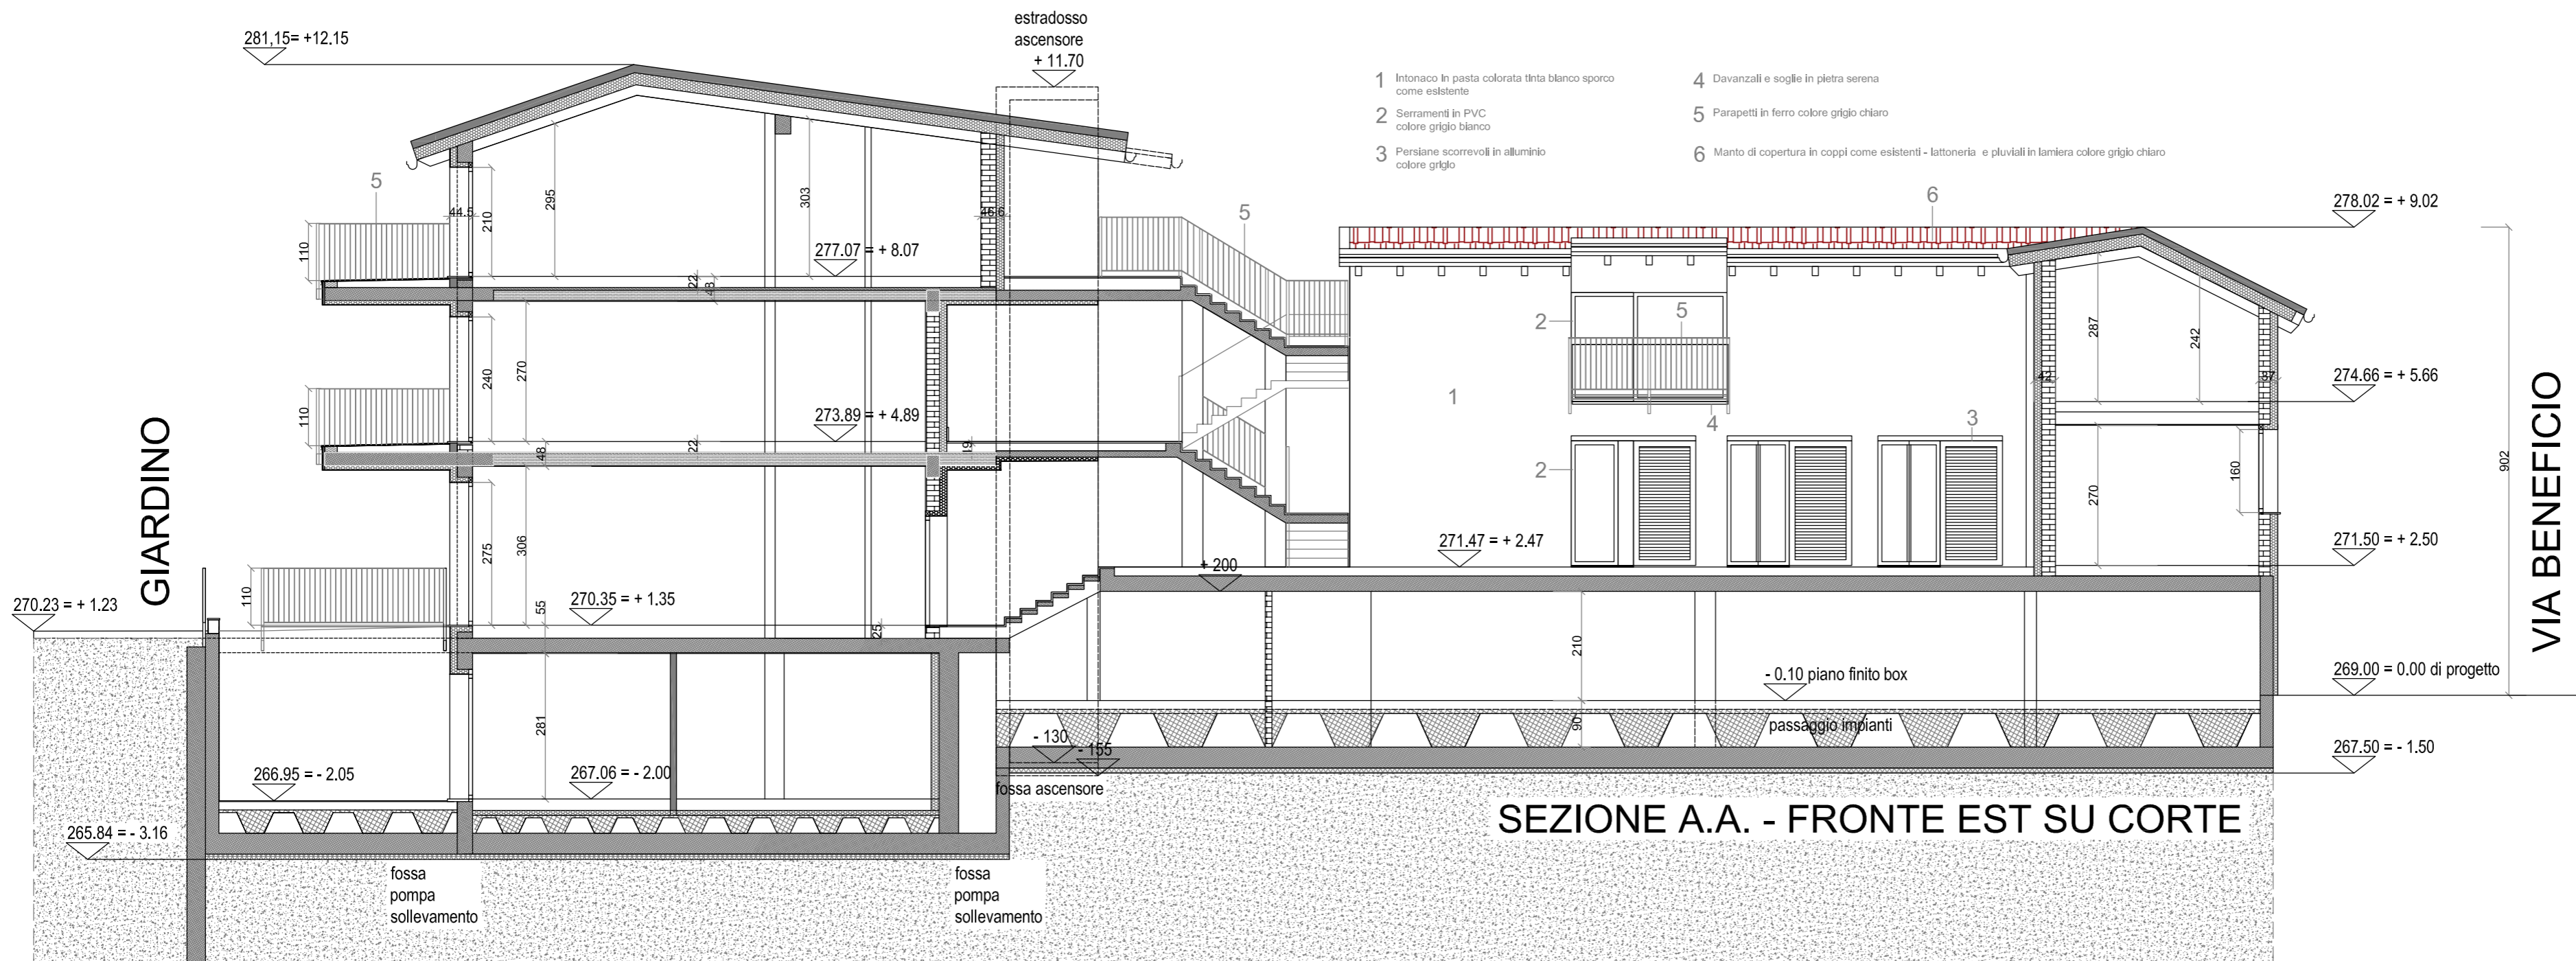 estradosso
ascensore
+ 11.70
281,15= +12.15
1 Intonaco in pasta colorata tinta bianco sporco
come esistente
2 Serramenti in PVC
colore grigio bianco
3 Persiane scorrevoli in alluminio
colore grigio
4 Davanzali e soglie in pietra serena
5 Parapetti in ferro colore grigio chiaro
6 Manto di copertura in coppi come esistenti - lattoneria e pluviali in lamiera colore grigio chiaro
5
44.5
210
295
303
46.6
5
6
278.02 = + 9.02
110
277.07 = + 8.07
22
48
2
5
287
242
240
270
110
273.89 = + 4.89
22
48
19
1
4
3
42
37
274.66 = + 5.66
GIARDINO
VIA BENEFICIO
902
2
160
270
275
306
271.47 = + 2.47
271.50 = + 2.50
+ 200
110
270.23 = + 1.23
270.35 = + 1.35
55
25
210
- 0.10 piano finito box
269.00 = 0.00 di progetto
281
90
passaggio impianti
- 130
- 155
267.50 = - 1.50
266.95 = - 2.05
267.06 = - 2.00
fossa ascensore
SEZIONE A.A. - FRONTE EST SU CORTE
265.84 = - 3.16
fossa
pompa
sollevamento
fossa
pompa
sollevamento